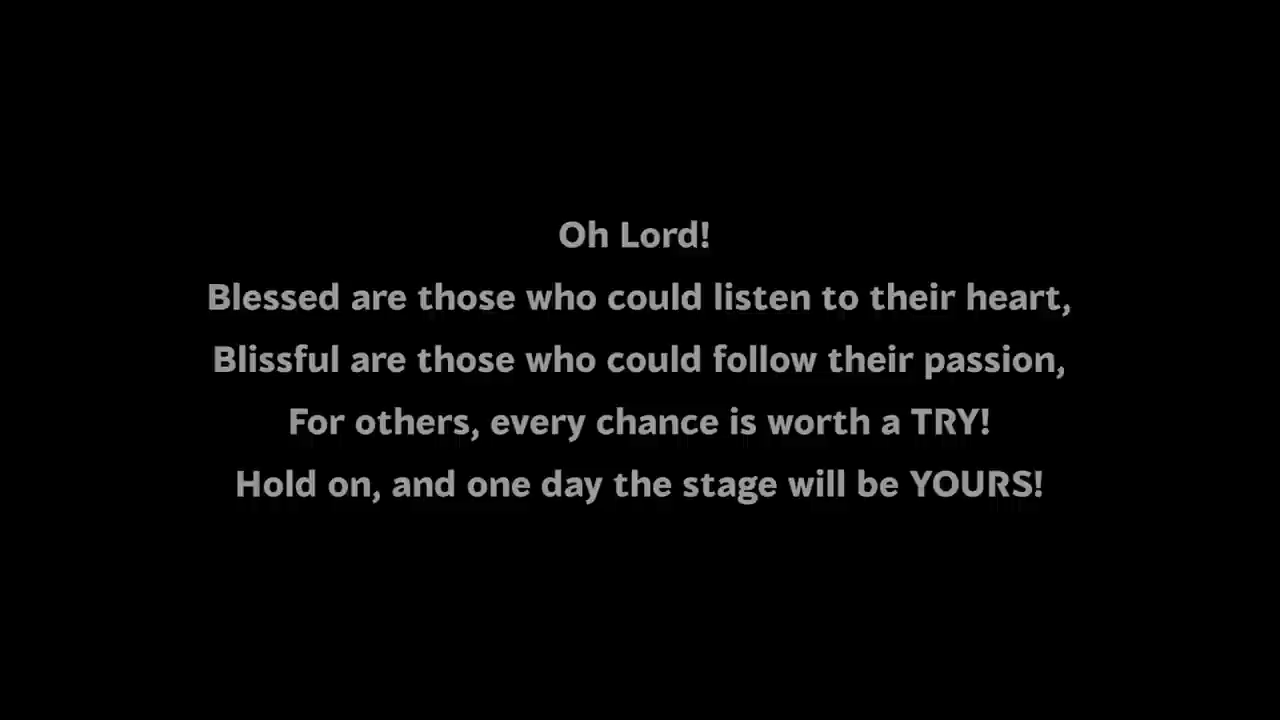 Oh Lord!
Blessed are those who could listen to their heart,
Blissful are those who could follow their passion,
For others, every chance is worth a TRY!
Hold on, and one day the stage will be YOURS!